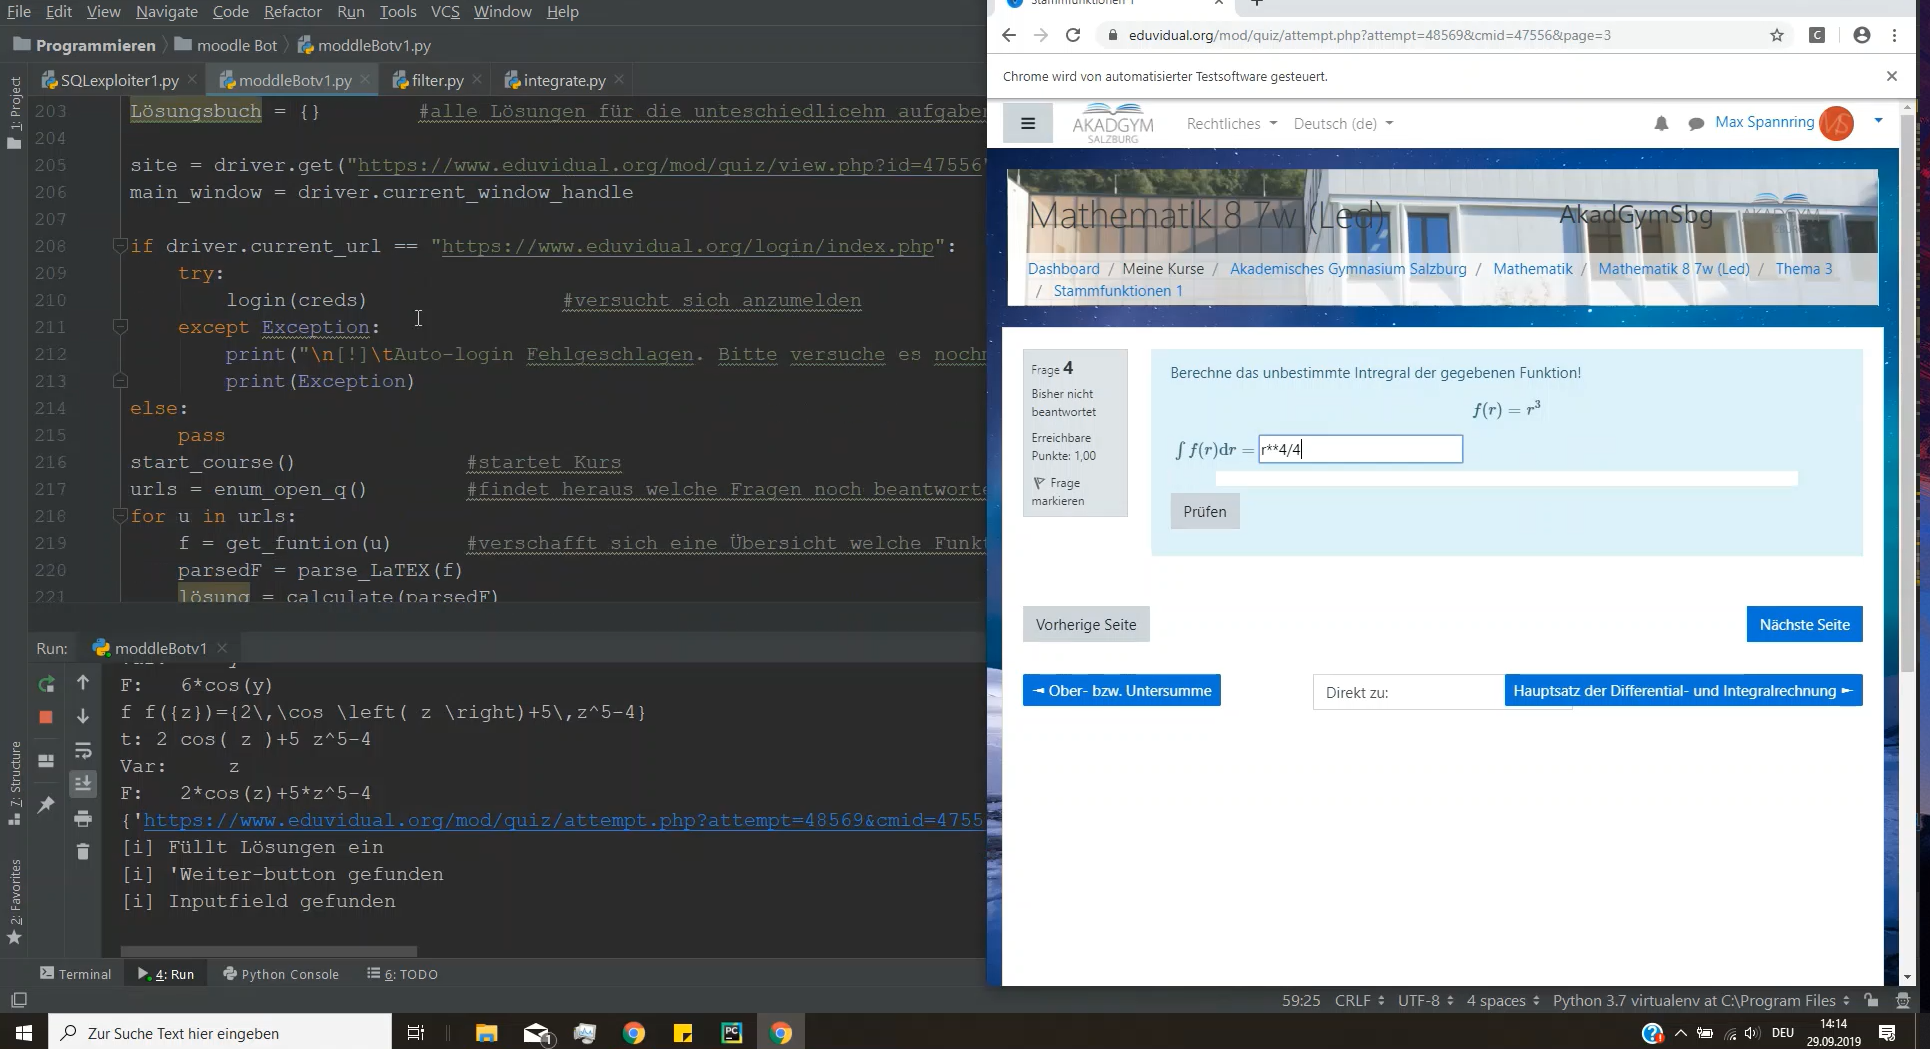 File Edit View Navigate Code Refactor Run Tools VCS Window Help
Programmieren moodle Bot moddleBotv1.py
SQLexploiter1.py moddleBotv1.py filter.py integrate.py
1: Project
203 Lösungsbuch = {} #alle Lösungen für die unteschiedlicehn aufgaben
204
205 site = driver.get("https://www.eduvidual.org/mod/quiz/view.php?id=47556"
206 main_window = driver.current_window_handle
207
208 if driver.current_url == "https://www.eduvidual.org/login/index.php":
209 try:
210 login(creds) #versucht sich anzumelden
211 except Exception:
212 print("\n[!]\tAuto-login Fehlgeschlagen. Bitte versuche es
213 print(Exception)
214 else:
215 pass
216 start_course() #startet Kurs
217 urls = enum_open_q() #findet heraus welche Fragen noch
218 for u in urls:
219 f = get_funtion(u) #verschafft sich eine Übersicht welche
220 parsedF = parse_LaTEX(f)
221 lösung = calculate(parsedF)
Run: moddleBotv1
F: 6*cos(y)
f f({z})={2\,\cos \left( z \right)+5\,z^5-4}
t: 2 cos( z )+5 z^5-4
Var: z
F: 2*cos(z)+5*z^5-4
{'https://www.eduvidual.org/mod/quiz/attempt.php?attempt=48569&cmid=4755
[i] Füllt Lösungen ein
[i] 'Weiter-button gefunden
[i] Inputfield gefunden
7: Structure
2: Favorites
Terminal 4: Run Python Console 6: TODO
59:25 CRLF UTF-8 4 spaces Python 3.7 virtualenv at C:\Program Files
Stammfunktionen 1
eduvidual.org/mod/quiz/attempt.php?attempt=48569&cmid=47556&page=3
Chrome wird von automatisierter Testsoftware gesteuert.
AKADGYM
SALZBURG
Rechtliches Deutsch (de) Max Spannring
Mathematik 8 7w (Led) AkadGymSbg
Dashboard / Meine Kurse / Akademisches Gymnasium Salzburg / Mathematik / Mathematik 8 7w (Led) / Thema 3
/ Stammfunktionen 1
Frage 4
Bisher nicht
beantwortet
Erreichbare
Punkte: 1,00
Frage
markieren
Berechne das unbestimmte Intregral der gegebenen Funktion!
f(r) = r³
∫ f(r)dr = r**4/4
Prüfen
Vorherige Seite Nächste Seite
◄ Ober- bzw. Untersumme Direkt zu: Hauptsatz der Differential- und Integralrechnung ►
Zur Suche Text hier eingeben
DEU
14:14
29.09.2019